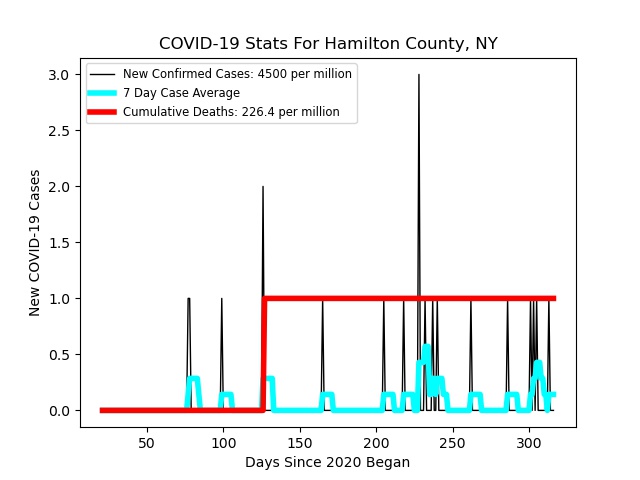 COVID-19 Stats For Hamilton County, NY
New Confirmed Cases: 4500 per million
7 Day Case Average
Cumulative Deaths: 226.4 per million
New COVID-19 Cases
3.0
2.5
2.0
1.5
1.0
0.5
0.0
50 100 150 200 250 300
Days Since 2020 Began